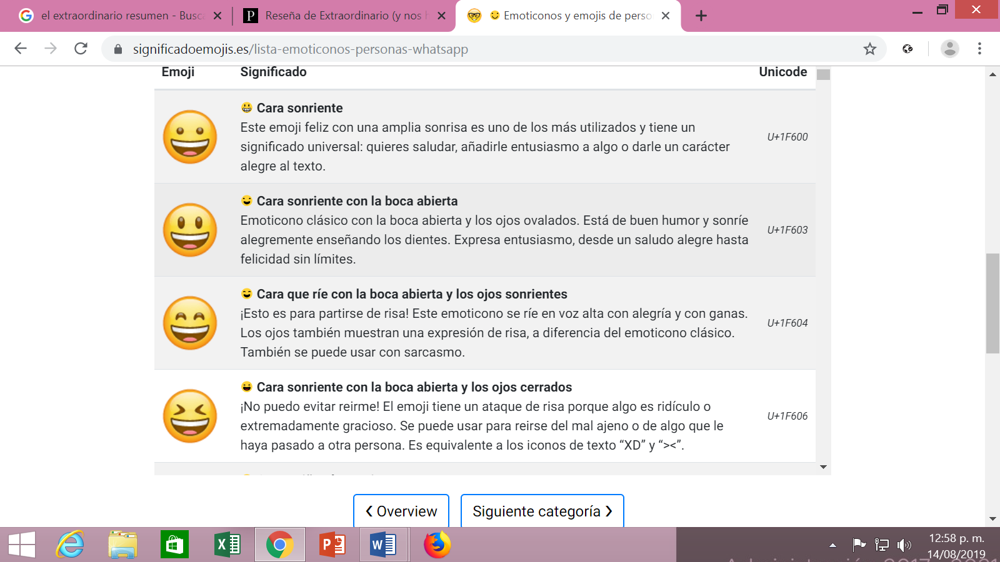 el extraordinario resumen - Busc
Reseña de Extraordinario (y nos h
Emoticonos y emojis de perso
significadoemojis.es/lista-emoticonos-personas-whatsapp
Emoji Significado Unicode
Cara sonriente
Este emoji feliz con una amplia sonrisa es uno de los más utilizados y tiene un
significado universal: quieres saludar, añadirle entusiasmo a algo o darle un carácter
alegre al texto.
U+1F600
Cara sonriente con la boca abierta
Emoticono clásico con la boca abierta y los ojos ovalados. Está de buen humor y sonríe
alegremente enseñando los dientes. Expresa entusiasmo, desde un saludo alegre hasta
felicidad sin límites.
U+1F603
Cara que ríe con la boca abierta y los ojos sonrientes
¡Esto es para partirse de risa! Este emoticono se ríe en voz alta con alegría y con ganas.
Los ojos también muestran una expresión de risa, a diferencia del emoticono clásico.
También se puede usar con sarcasmo.
U+1F604
Cara sonriente con la boca abierta y los ojos cerrados
¡No puedo evitar reirme! El emoji tiene un ataque de risa porque algo es ridículo o
extremadamente gracioso. Se puede usar para reirse del mal ajeno o de algo que le
haya pasado a otra persona. Es equivalente a los iconos de texto “XD” y “><”.
U+1F606
‹ Overview
Siguiente categoría ›
12:58 p. m.
14/08/2019